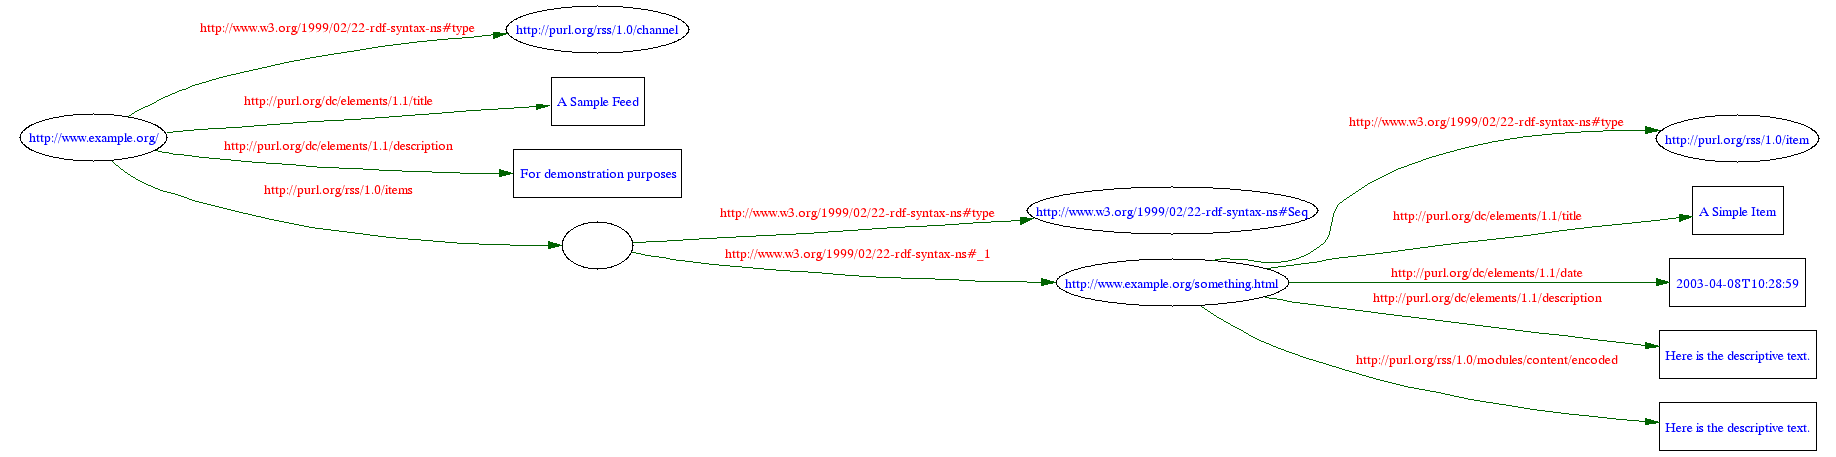 http://www.w3.org/1999/02/22-rdf-syntax-ns#type
http://purl.org/rss/1.0/channel
http://purl.org/dc/elements/1.1/title
A Sample Feed
http://www.example.org/
http://purl.org/dc/elements/1.1/description
For demonstration purposes
http://purl.org/rss/1.0/items
http://www.w3.org/1999/02/22-rdf-syntax-ns#type
http://www.w3.org/1999/02/22-rdf-syntax-ns#Seq
http://www.w3.org/1999/02/22-rdf-syntax-ns#_1
http://www.example.org/something.html
http://www.w3.org/1999/02/22-rdf-syntax-ns#type
http://purl.org/rss/1.0/item
http://purl.org/dc/elements/1.1/title
A Simple Item
http://purl.org/dc/elements/1.1/date
2003-04-08T10:28:59
http://purl.org/dc/elements/1.1/description
Here is the descriptive text.
http://purl.org/rss/1.0/modules/content/encoded
Here is the descriptive text.